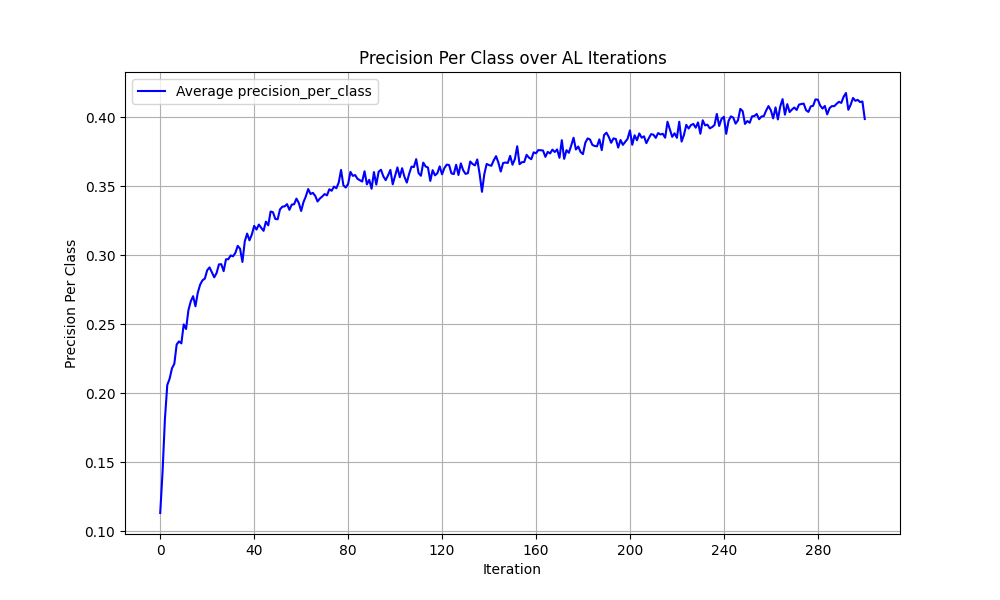 Precision Per Class over AL Iterations
Average precision_per_class
Precision Per Class
0.40
0.35
0.30
0.25
0.20
0.15
0.10
0 40 80 120 160 200 240 280
Iteration